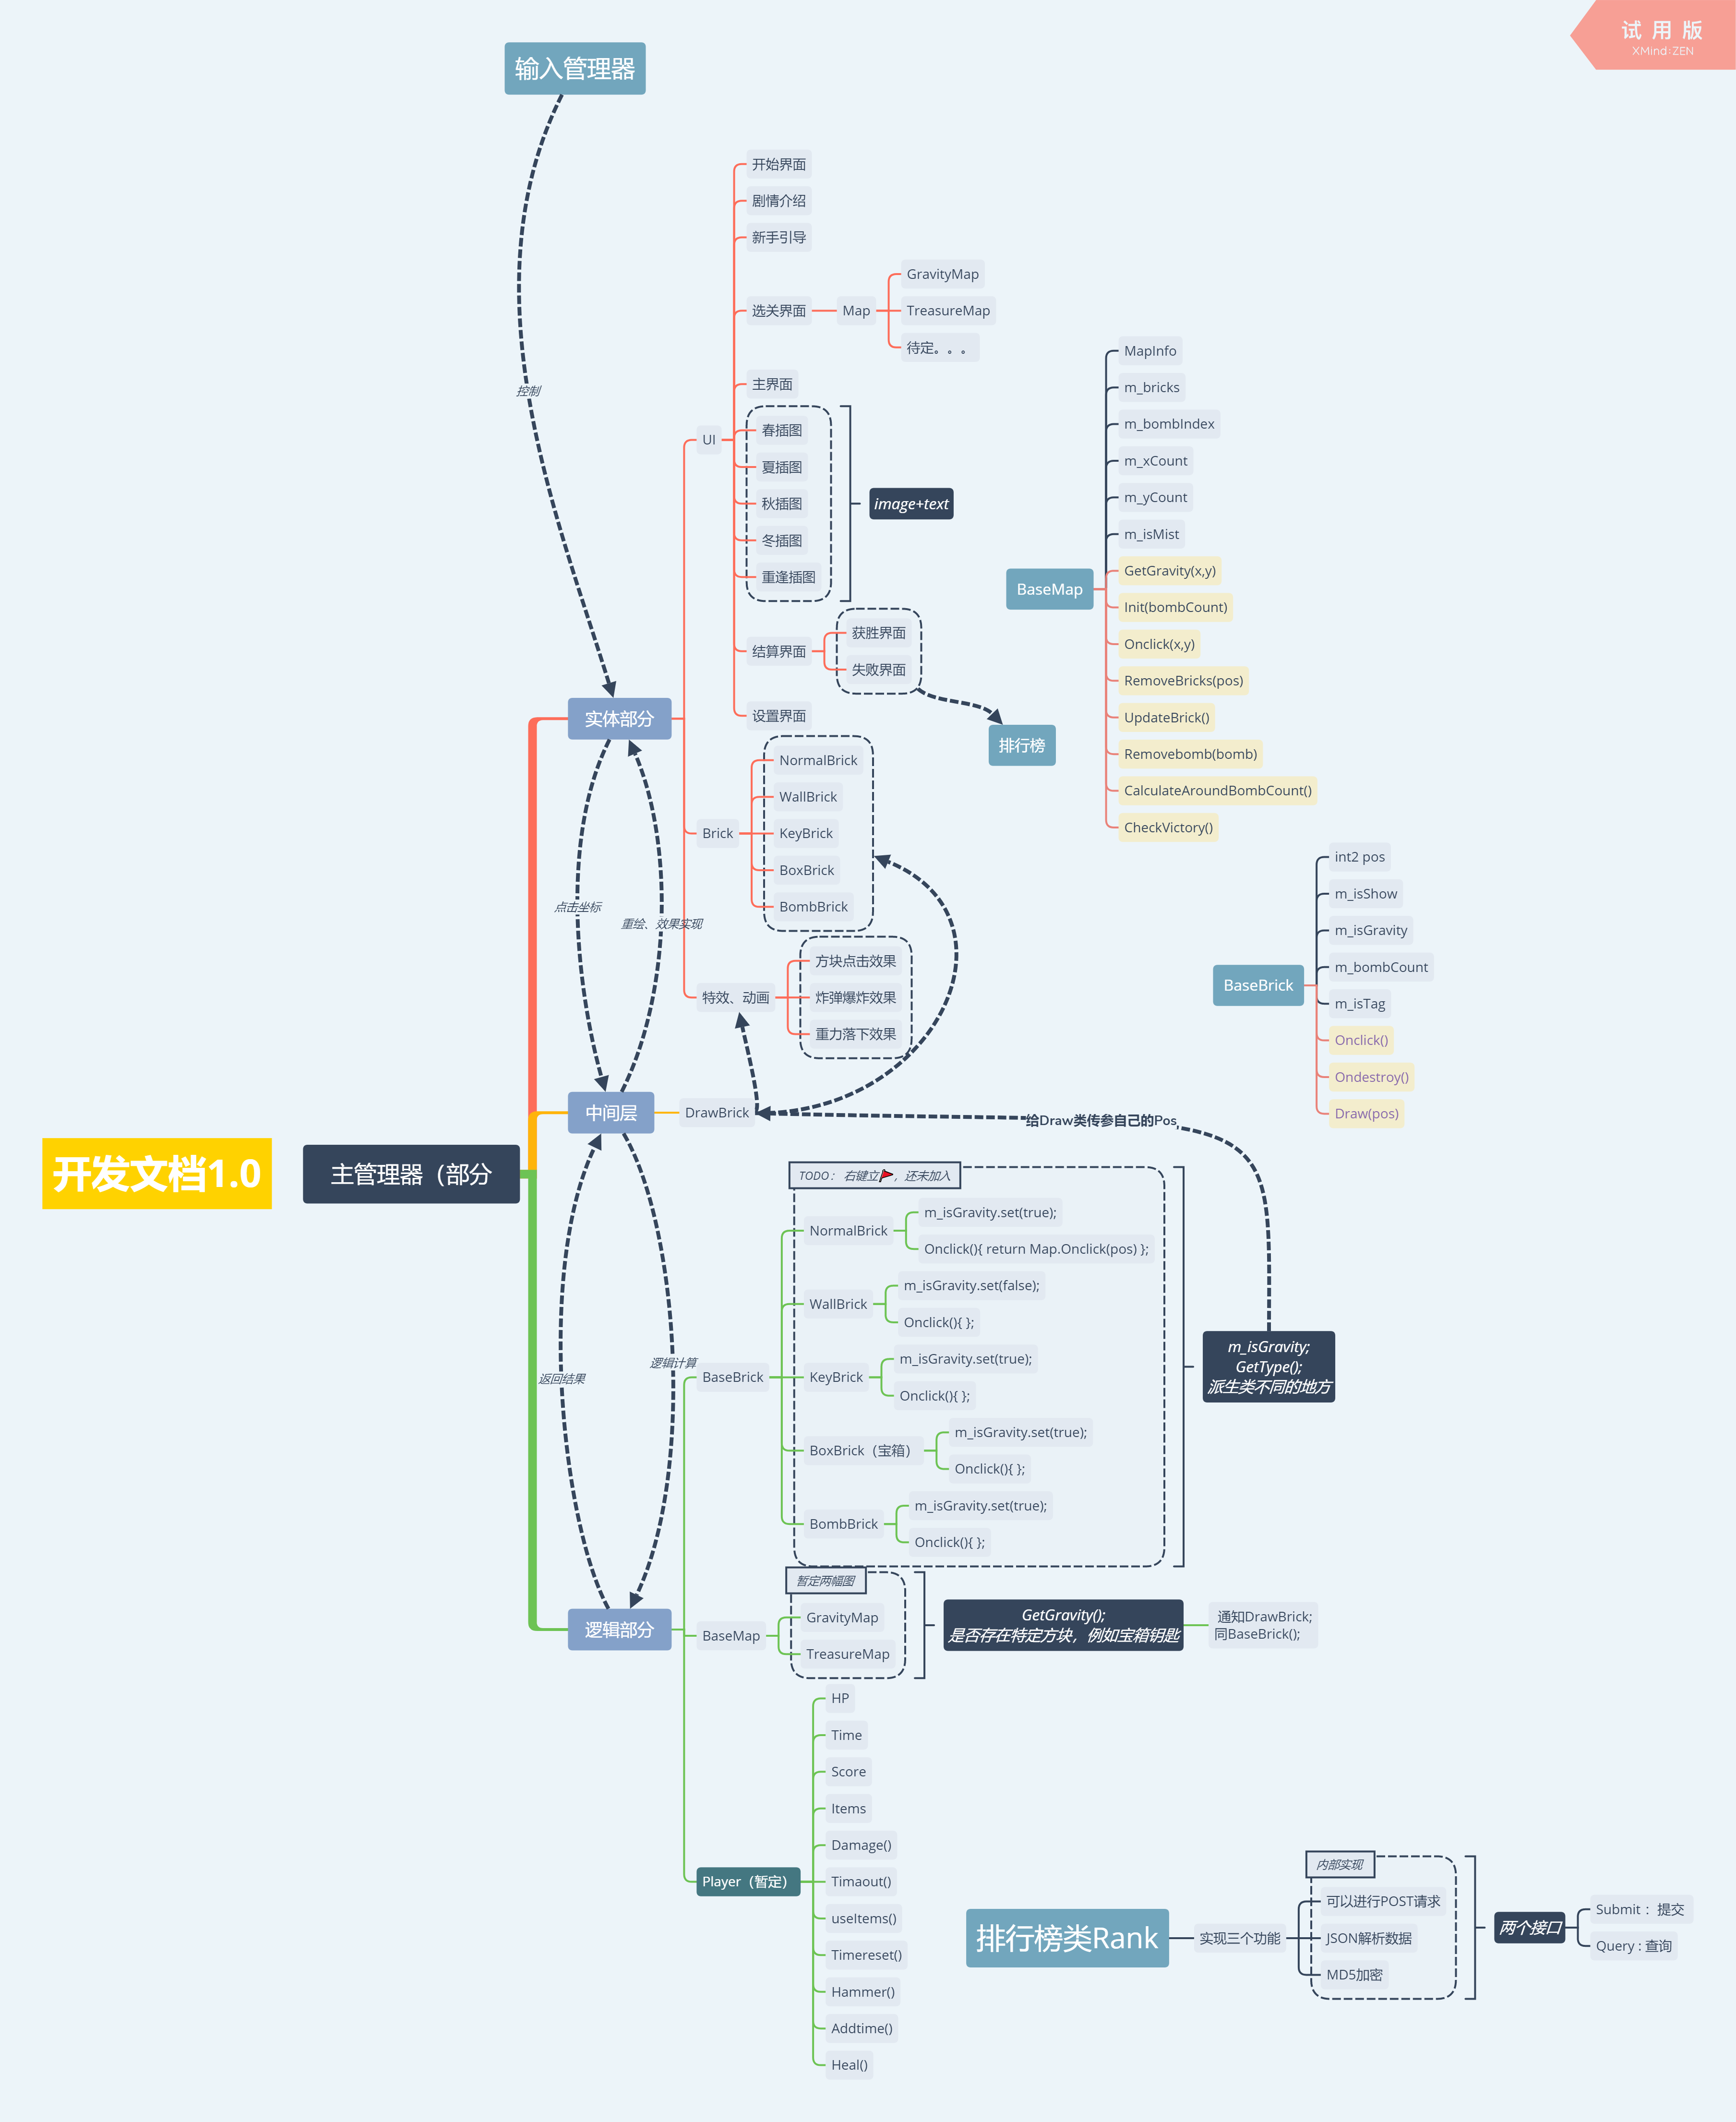 试 用 版
XMind:ZEN
输入管理器
控制
开发文档1.0
主管理器（部分
实体部分
点击坐标
重绘、效果实现
中间层
返回结果
逻辑计算
逻辑部分
UI
开始界面
剧情介绍
新手引导
选关界面
Map
GravityMap
TreasureMap
待定。。。
主界面
春插图
夏插图
秋插图
冬插图
重逢插图
image+text
结算界面
获胜界面
失败界面
排行榜
设置界面
Brick
NormalBrick
WallBrick
KeyBrick
BoxBrick
BombBrick
特效、动画
方块点击效果
炸弹爆炸效果
重力落下效果
DrawBrick
给Draw类传参自己的Pos
BaseMap
MapInfo
m_bricks
m_bombIndex
m_xCount
m_yCount
m_isMist
GetGravity(x,y)
Init(bombCount)
Onclick(x,y)
RemoveBricks(pos)
UpdateBrick()
Removebomb(bomb)
CalculateAroundBombCount()
CheckVictory()
BaseBrick
int2 pos
m_isShow
m_isGravity
m_bombCount
m_isTag
Onclick()
Ondestroy()
Draw(pos)
BaseBrick
TODO： 右键立🚩，还未加入
NormalBrick
m_isGravity.set(true);
Onclick(){ return Map.Onclick(pos) };
WallBrick
m_isGravity.set(false);
Onclick(){ };
KeyBrick
m_isGravity.set(true);
Onclick(){ };
BoxBrick（宝箱）
m_isGravity.set(true);
Onclick(){ };
BombBrick
m_isGravity.set(true);
Onclick(){ };
m_isGravity;
GetType();
派生类不同的地方
BaseMap
暂定两幅图
GravityMap
TreasureMap
GetGravity();
是否存在特定方块，例如宝箱钥匙
通知DrawBrick;
同BaseBrick();
Player（暂定）
HP
Time
Score
Items
Damage()
Timaout()
useItems()
Timereset()
Hammer()
Addtime()
Heal()
排行榜类Rank
实现三个功能
内部实现
可以进行POST请求
JSON解析数据
MD5加密
两个接口
Submit ：提交
Query : 查询